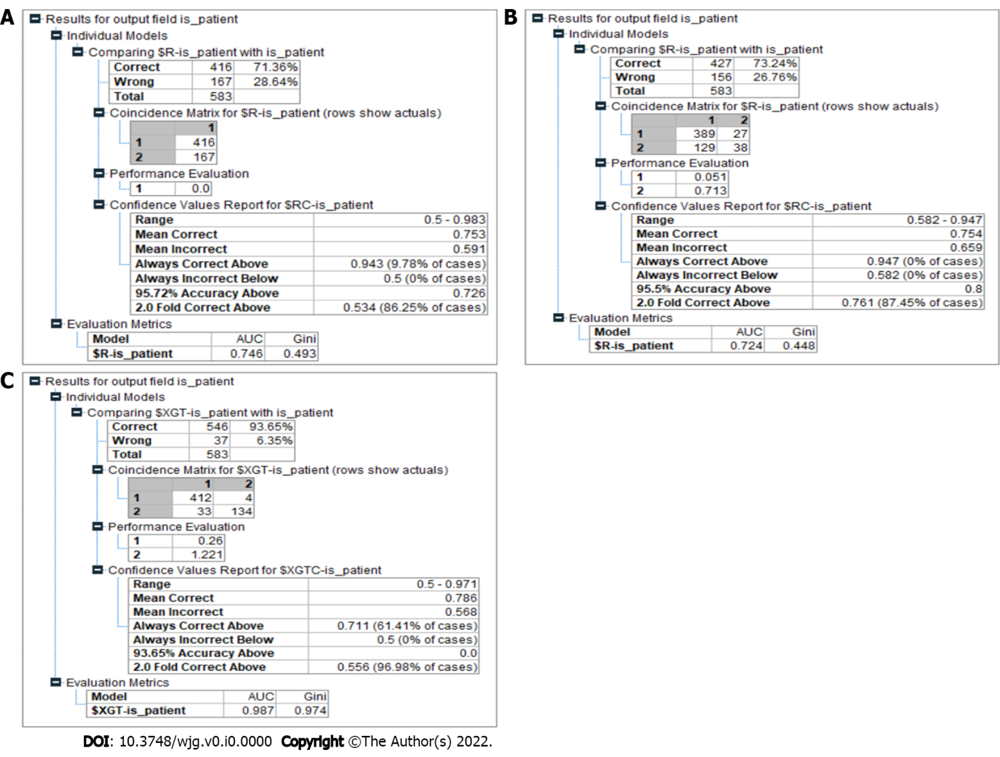 A
Results for output field is_patient
Individual Models
Comparing $R-is_patient with is_patient
Correct 416 71.36%
Wrong 167 28.64%
Total 583
Coincidence Matrix for $R-is_patient (rows show actuals)
1
1 416
2 167
Performance Evaluation
1 0.0
Confidence Values Report for $RC-is_patient
Range 0.5 - 0.983
Mean Correct 0.753
Mean Incorrect 0.591
Always Correct Above 0.943 (9.78% of cases)
Always Incorrect Below 0.5 (0% of cases)
95.72% Accuracy Above 0.726
2.0 Fold Correct Above 0.534 (86.25% of cases)
Evaluation Metrics
Model AUC Gini
$R-is_patient 0.746 0.493
B
Results for output field is_patient
Individual Models
Comparing $R-is_patient with is_patient
Correct 427 73.24%
Wrong 156 26.76%
Total 583
Coincidence Matrix for $R-is_patient (rows show actuals)
1 2
1 389 27
2 129 38
Performance Evaluation
1 0.051
2 0.713
Confidence Values Report for $RC-is_patient
Range 0.582 - 0.947
Mean Correct 0.754
Mean Incorrect 0.659
Always Correct Above 0.947 (0% of cases)
Always Incorrect Below 0.582 (0% of cases)
95.5% Accuracy Above 0.8
2.0 Fold Correct Above 0.761 (87.45% of cases)
Evaluation Metrics
Model AUC Gini
$R-is_patient 0.724 0.448
C
Results for output field is_patient
Individual Models
Comparing $XGT-is_patient with is_patient
Correct 546 93.65%
Wrong 37 6.35%
Total 583
Coincidence Matrix for $XGT-is_patient (rows show actuals)
1 2
1 412 4
2 33 134
Performance Evaluation
1 0.26
2 1.221
Confidence Values Report for $XGTC-is_patient
Range 0.5 - 0.971
Mean Correct 0.786
Mean Incorrect 0.568
Always Correct Above 0.711 (61.41% of cases)
Always Incorrect Below 0.5 (0% of cases)
93.65% Accuracy Above 0.0
2.0 Fold Correct Above 0.556 (96.98% of cases)
Evaluation Metrics
Model AUC Gini
$XGT-is_patient 0.987 0.974
DOI: 10.3748/wjg.v0.i0.0000 Copyright ©The Author(s) 2022.